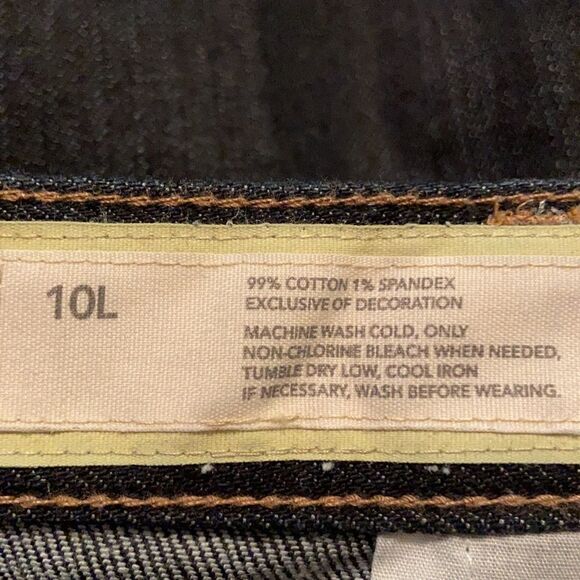 10L
99% COTTON 1% SPANDEX
EXCLUSIVE OF DECORATION
MACHINE WASH COLD, ONLY
NON-CHLORINE BLEACH WHEN NEEDED,
TUMBLE DRY LOW, COOL IRON
IF NECESSARY, WASH BEFORE WEARING.